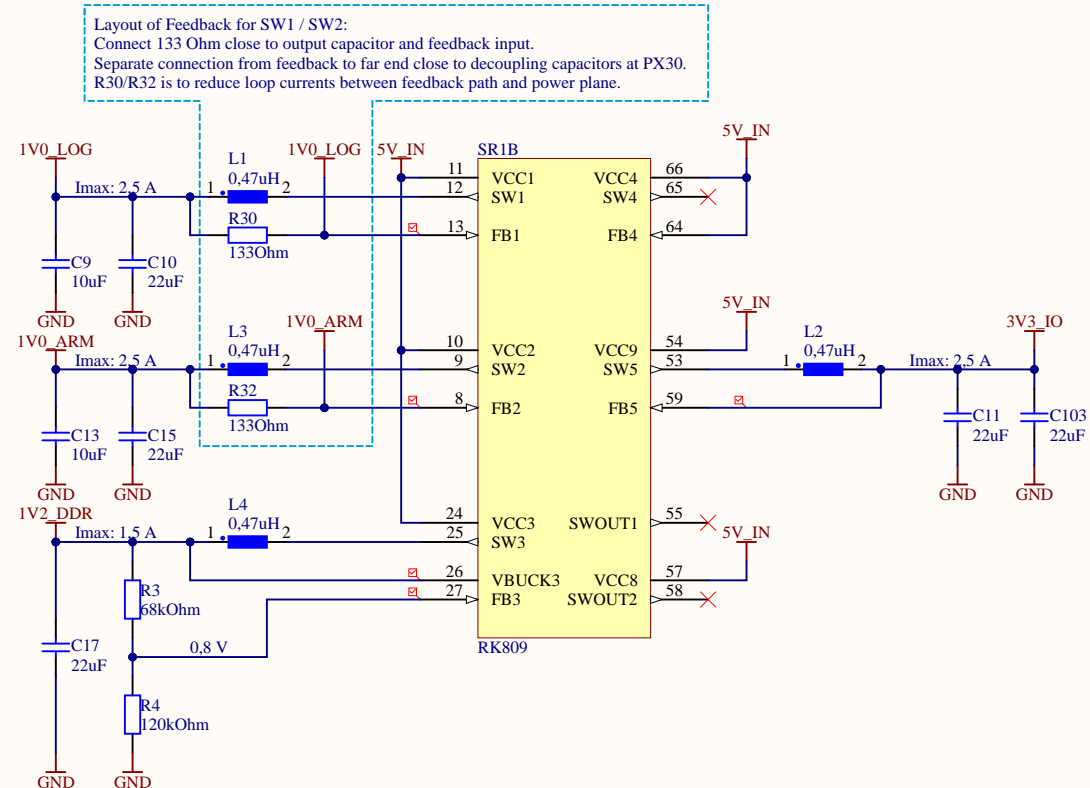 Layout of Feedback for SW1 / SW2:
Connect 133 Ohm close to output capacitor and feedback input.
Separate connection from feedback to far end close to decoupling capacitors at PX30.
R30/R32 is to reduce loop currents between feedback path and power plane.
1V0_LOG
Imax: 2,5 A
C9
10uF
GND
C10
22uF
GND
1
L1
0,47uH
2
R30
133Ohm
1V0_LOG
5V_IN
1V0_ARM
Imax: 2,5 A
C13
10uF
GND
C15
22uF
GND
1
L3
0,47uH
2
R32
133Ohm
1V0_ARM
1V2_DDR
Imax: 1,5 A
C17
22uF
GND
R3
68kOhm
0,8 V
R4
120kOhm
GND
1
L4
0,47uH
2
SR1B
11 VCC1
12 SW1
13 FB1
10 VCC2
9 SW2
8 FB2
24 VCC3
25 SW3
26 VBUCK3
27 FB3
VCC4 66
SW4 65
FB4 64
VCC9 54
SW5 53
FB5 59
SWOUT1 55
VCC8 57
SWOUT2 58
RK809
5V_IN
5V_IN
5V_IN
1
L2
0,47uH
2
Imax: 2,5 A
3V3_IO
C11
22uF
GND
C103
22uF
GND